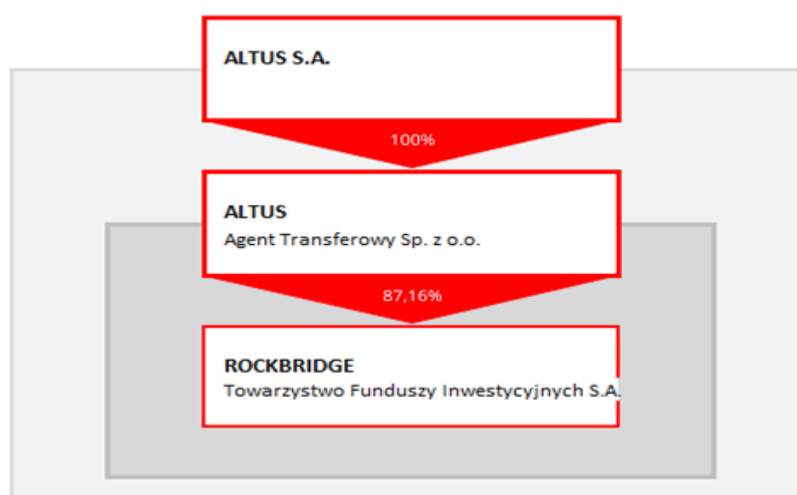 ALTUS S.A.
100%
ALTUS
Agent Transferowy Sp. z o.o.
87,16%
ROCKBRIDGE
Towarzystwo Funduszy Inwestycyjnych S.A.